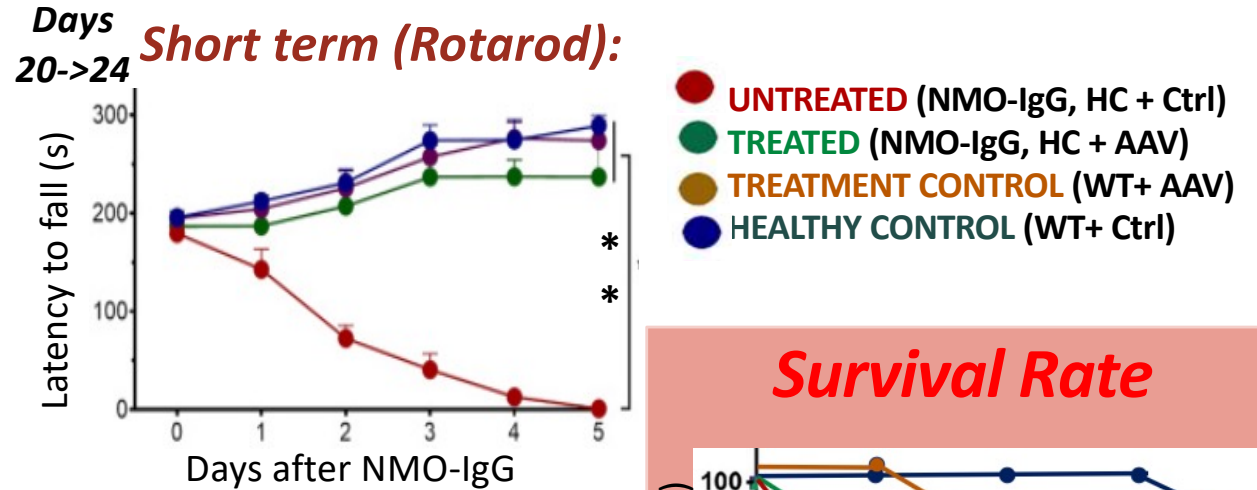 Days
20->24
Short term (Rotarod):
300
200
100
0
Latency to fall (s)
0 1 2 3 4 5
Days after NMO-IgG
*
*
UNTREATED (NMO-IgG, HC + Ctrl)
TREATED (NMO-IgG, HC + AAV)
TREATMENT CONTROL (WT+ AAV)
HEALTHY CONTROL (WT+ Ctrl)
Survival Rate
100